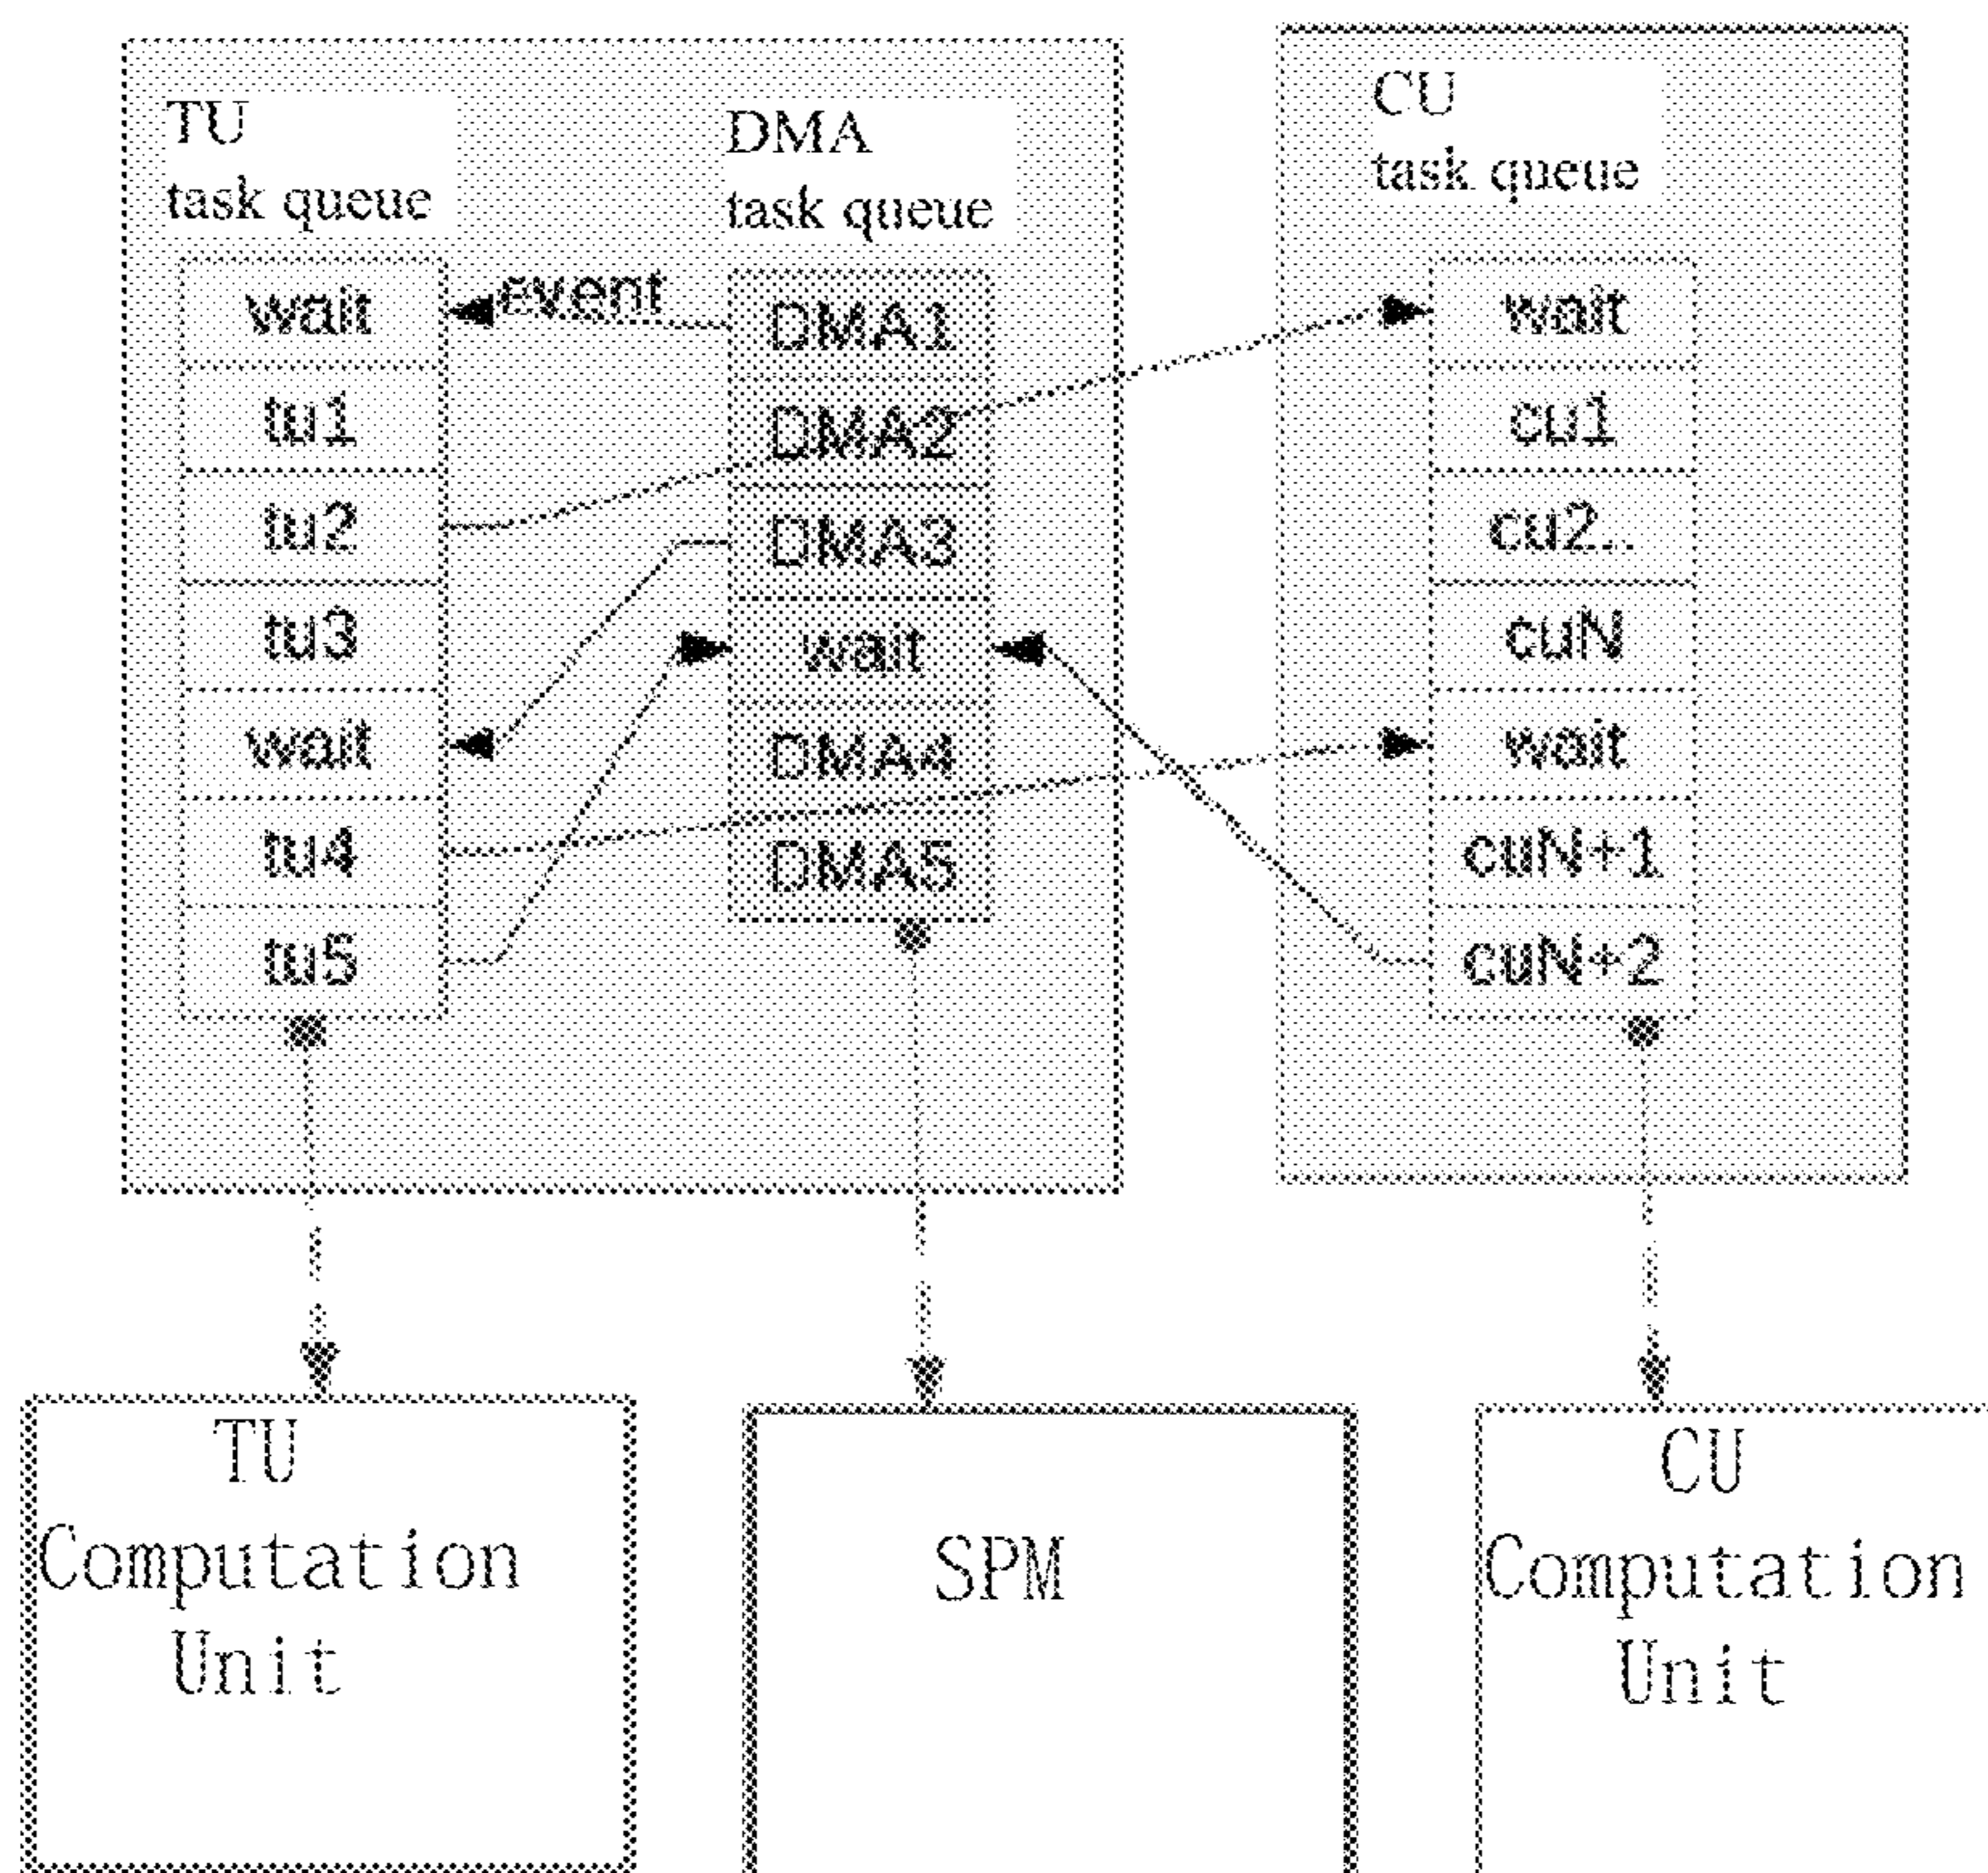 TU
task queue
DMA
task queue
CU
task queue
wait
tu1
tu2
tu3
wait
tu4
tu5
event
DMA1
DMA2
DMA3
wait
DMA4
DMA5
wait
cu1
cu2..
cuN
wait
cuN+1
cuN+2
TU
Computation
Unit
SPM
CU
Computation
Unit